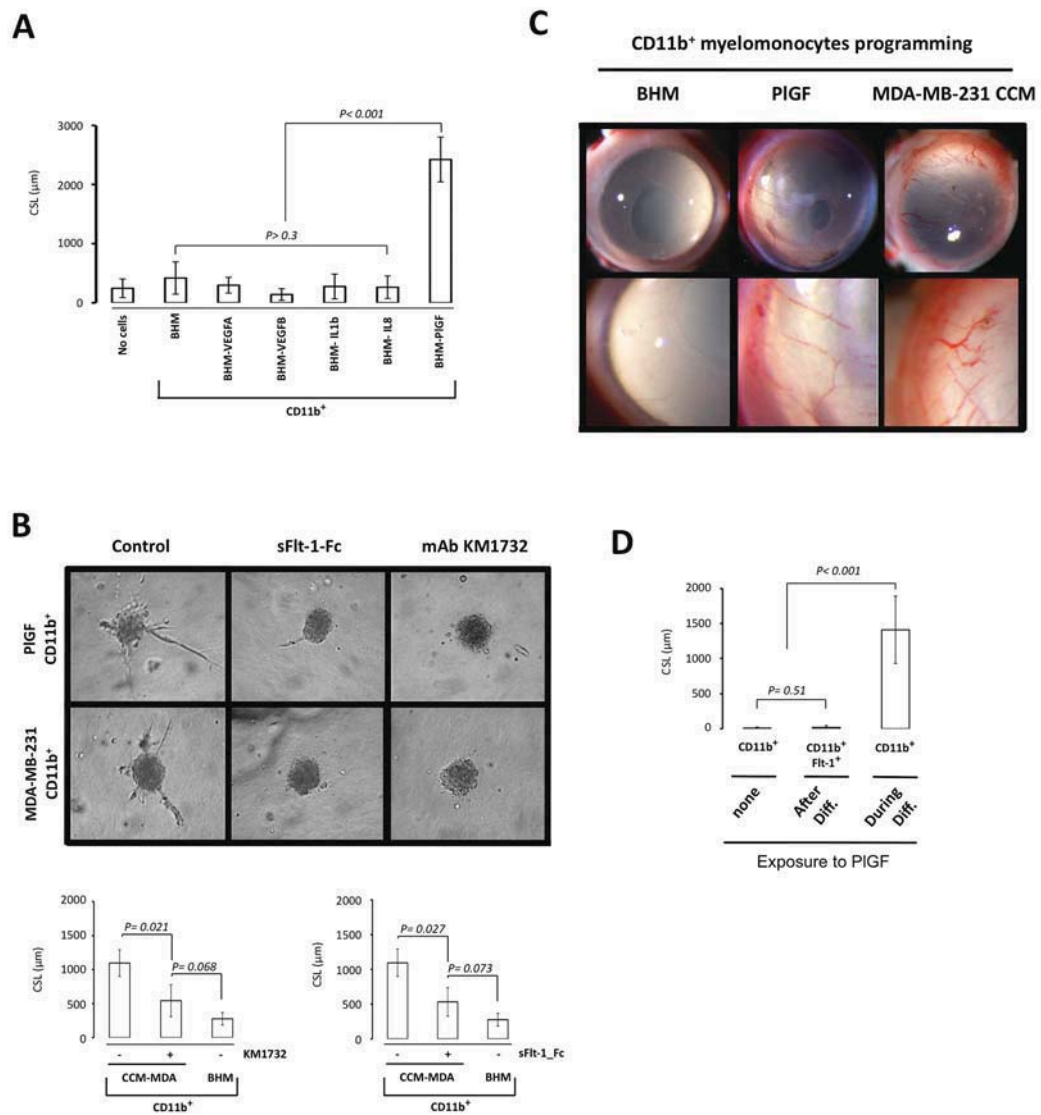 A
3000
2000
1000
0
CSL (µm)
P< 0.001
P> 0.3
No cells
BHM
BHM-VEGFA
BHM-VEGFB
BHM- IL1b
BHM- IL8
BHM-PlGF
CD11b⁺
C
CD11b⁺ myelomonocytes programming
BHM PlGF MDA-MB-231 CCM
B
Control sFlt-1-Fc mAb KM1732
PlGF
CD11b⁺
MDA-MB-231
CD11b⁺
2000
1500
1000
500
0
CSL (µm)
P= 0.021
P= 0.068
- + - KM1732
CCM-MDA BHM
CD11b⁺
2000
1500
1000
500
0
CSL (µm)
P= 0.027
P= 0.073
- + - sFlt-1_Fc
CCM-MDA BHM
CD11b⁺
D
2000
1500
1000
500
0
CSL (µm)
P< 0.001
P= 0.51
CD11b⁺ CD11b⁺ CD11b⁺
Flt-1⁺
none
After
Diff.
During
Diff.
Exposure to PlGF